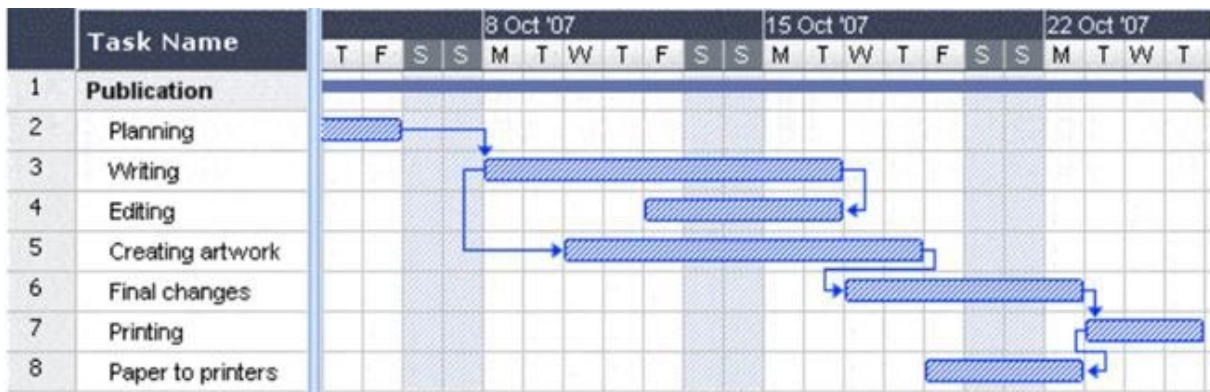 8 Oct '07 15 Oct '07 22 Oct '07
Task Name
T F S S M T W T F S S M T W T F S S M T W T
1 Publication
2 Planning
3 Writing
4 Editing
5 Creating artwork
6 Final changes
7 Printing
8 Paper to printers